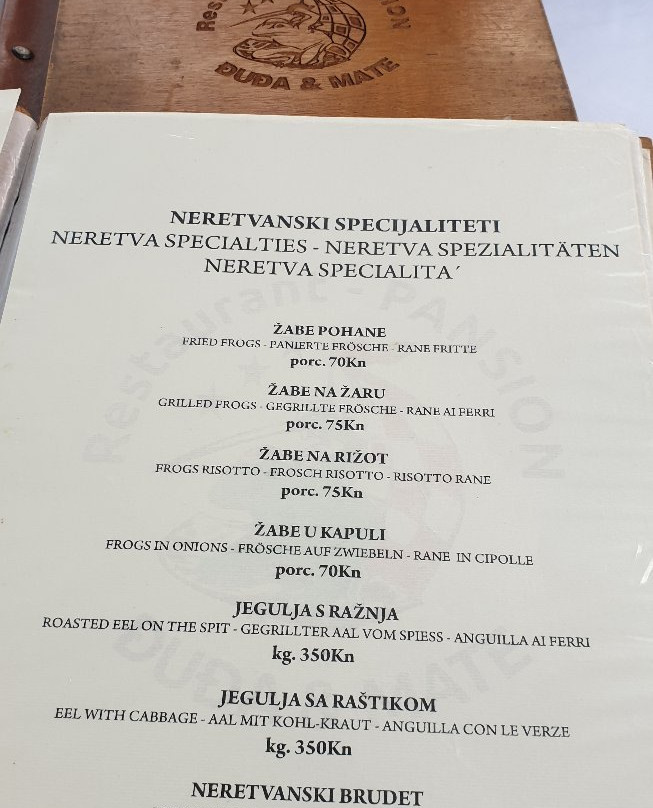 Restaurant - PANSION
ĐUĐA & MATE
NERETVANSKI SPECIJALITETI
NERETVA SPECIALTIES - NERETVA SPEZIALITÄTEN
NERETVA SPECIALITA´
ŽABE POHANE
FRIED FROGS - PANIERTE FRÖSCHE - RANE FRITTE
porc. 70Kn
ŽABE NA ŽARU
GRILLED FROGS - GEGRILLTE FRÖSCHE - RANE AI FERRI
porc. 75Kn
ŽABE NA RIŽOT
FROGS RISOTTO - FROSCH RISOTTO - RISOTTO RANE
porc. 75Kn
ŽABE U KAPULI
FROGS IN ONIONS - FRÖSCHE AUF ZWIEBELN - RANE IN CIPOLLE
porc. 70Kn
JEGULJA S RAŽNJA
ROASTED EEL ON THE SPIT - GEGRILLTER AAL VOM SPIESS - ANGUILLA AI FERRI
kg. 350Kn
JEGULJA SA RAŠTIKOM
EEL WITH CABBAGE - AAL MIT KOHL-KRAUT - ANGUILLA CON LE VERZE
kg. 350Kn
NERETVANSKI BRUDET